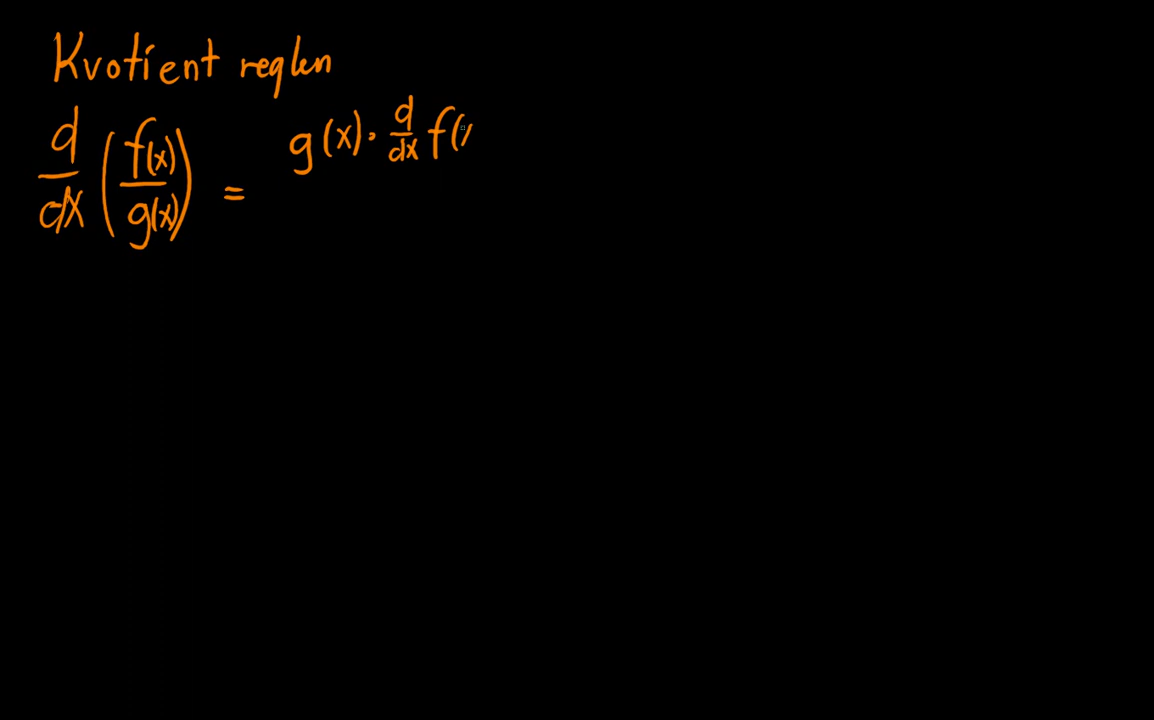 Kvotient reglen
d/dx (f(x)/g(x)) = g(x) · d/dx f(